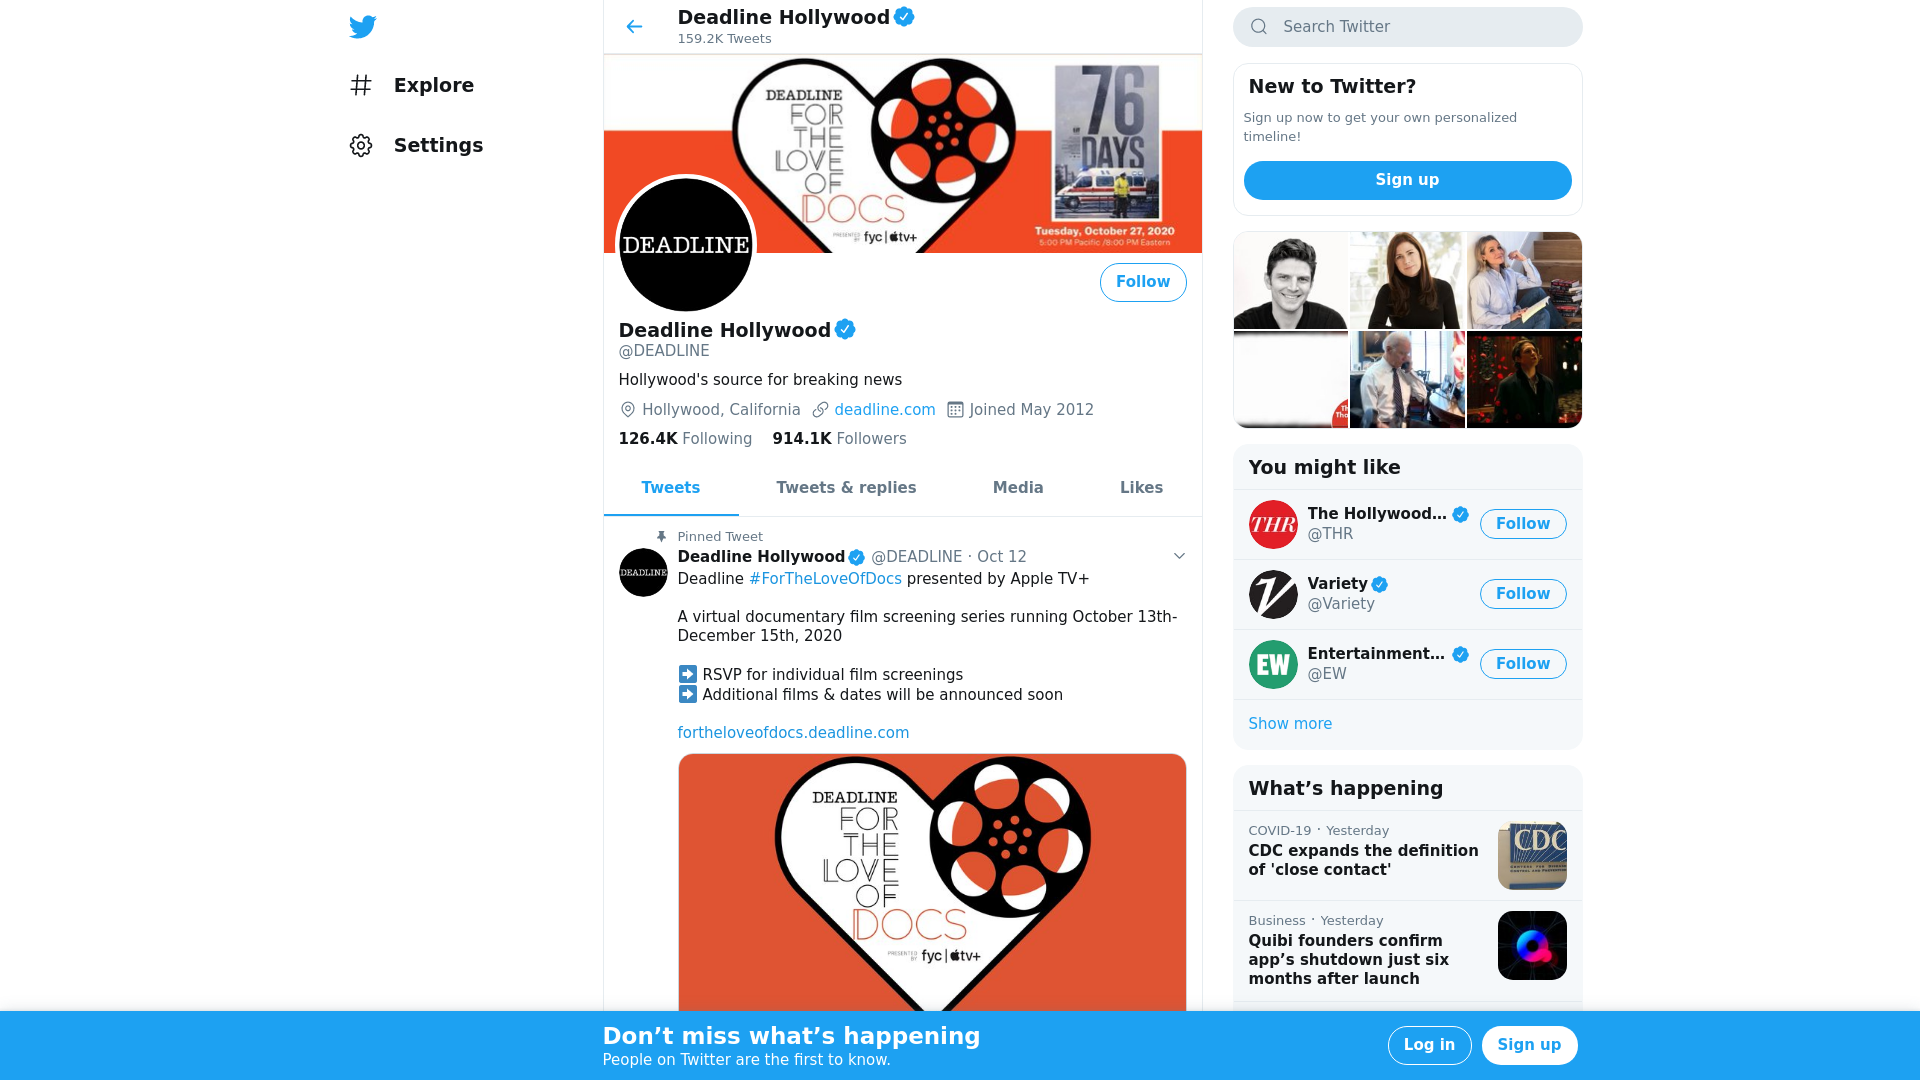 Explore
Settings
Deadline Hollywood
159.2K Tweets
DEADLINE
FOR
THE
LOVE
OF
DOCS
PRESENTED BY fyc | tv+
76
DAYS
Tuesday, October 27, 2020
5:00 PM Pacific /8:00 PM Eastern
DEADLINE
Follow
Deadline Hollywood
@DEADLINE
Hollywood's source for breaking news
Hollywood, California deadline.com Joined May 2012
126.4K Following 914.1K Followers
Tweets Tweets & replies Media Likes
Pinned Tweet
DEADLINE
Deadline Hollywood @DEADLINE · Oct 12
Deadline #ForTheLoveOfDocs presented by Apple TV+
A virtual documentary film screening series running October 13th-
December 15th, 2020
➡️ RSVP for individual film screenings
➡️ Additional films & dates will be announced soon
fortheloveofdocs.deadline.com
DEADLINE
FOR
THE
LOVE
OF
DOCS
PRESENTED BY fyc | tv+
Search Twitter
New to Twitter?
Sign up now to get your own personalized
timeline!
Sign up
You might like
THR
The Hollywood...
@THR
Follow
V
Variety
@Variety
Follow
EW
Entertainment...
@EW
Follow
Show more
What’s happening
COVID-19 · Yesterday
CDC expands the definition
of 'close contact'
CDC
Business · Yesterday
Quibi founders confirm
app’s shutdown just six
months after launch
Don’t miss what’s happening
People on Twitter are the first to know.
Log in
Sign up